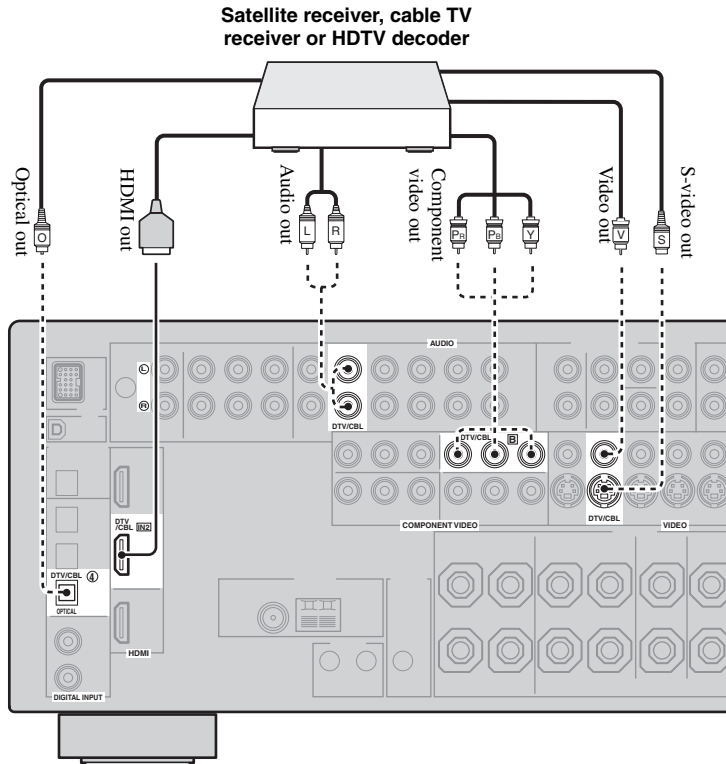 Satellite receiver, cable TV
receiver or HDTV decoder
Optical out
HDMI out
Audio out
Component
video out
Video out
S-video out
O
L
R
PR
PB
Y
V
S
AUDIO
L
R
D
DTV/CBL
DTV/CBL B
DTV
/CBL IN2
COMPONENT VIDEO
DTV/CBL
VIDEO
DTV/CBL 4
OPTICAL
HDMI
DIGITAL INPUT